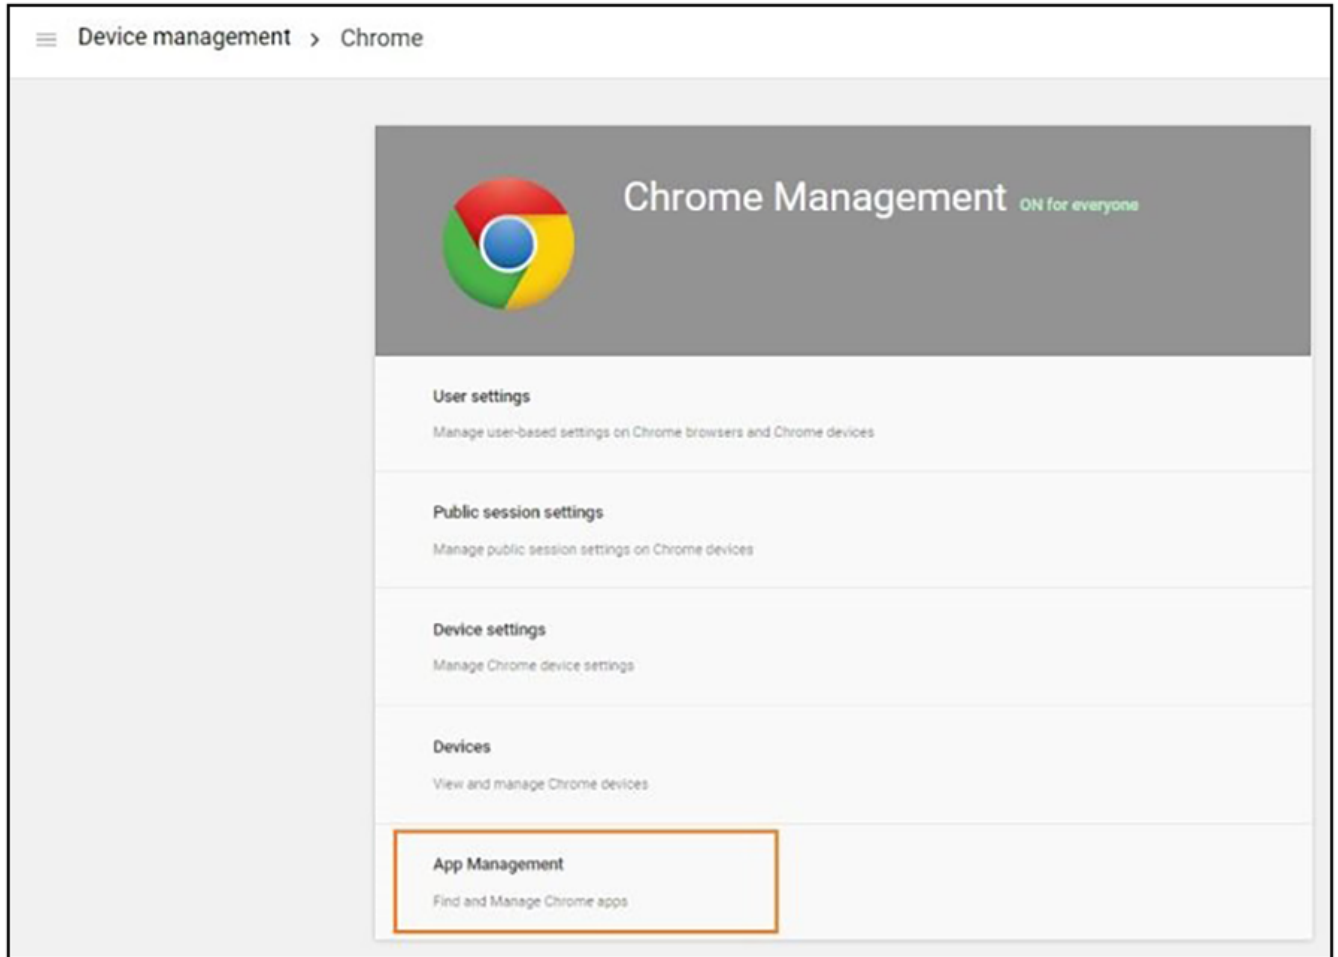 Device management > Chrome
Chrome Management ON for everyone
User settings
Manage user-based settings on Chrome browsers and Chrome devices
Public session settings
Manage public session settings on Chrome devices
Device settings
Manage Chrome device settings
Devices
View and manage Chrome devices
App Management
Find and Manage Chrome apps